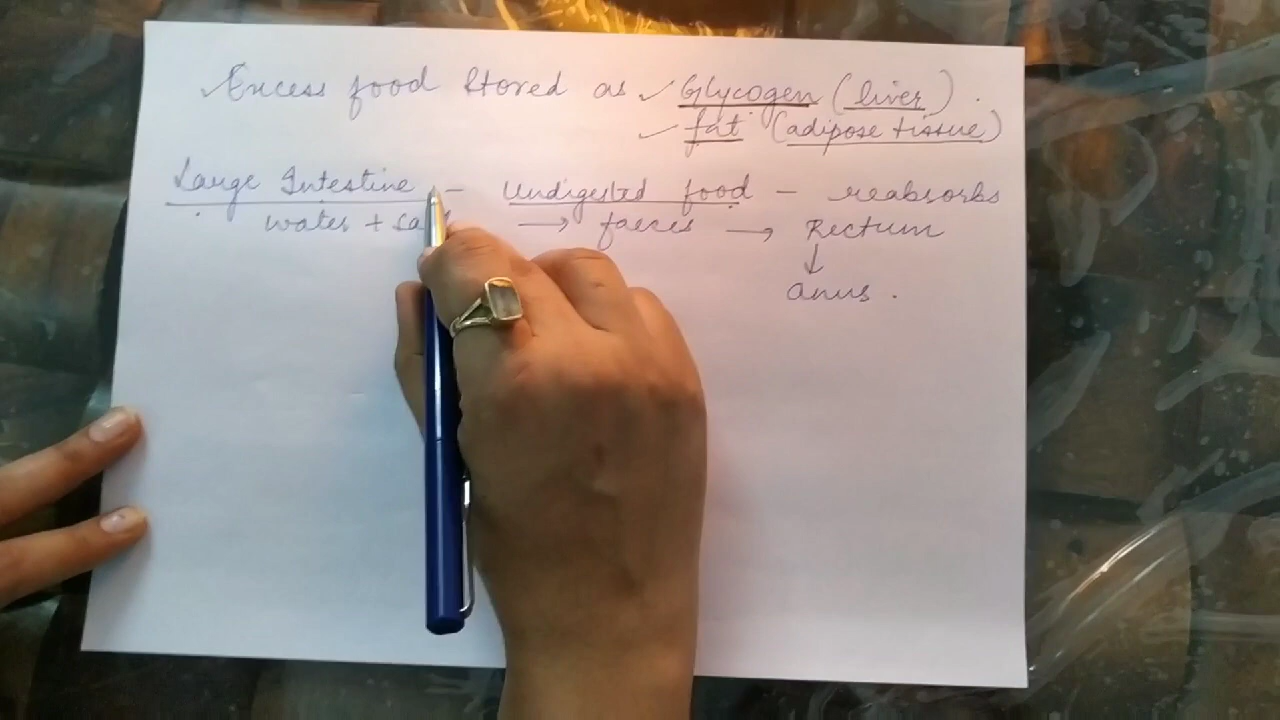 ✓ Excess food stored as ✓ Glycogen (liver).
✓ fat (adipose tissue)
Large Intestine - Undigested food - reabsorbs
water + → faeces → Rectum
↓
anus.